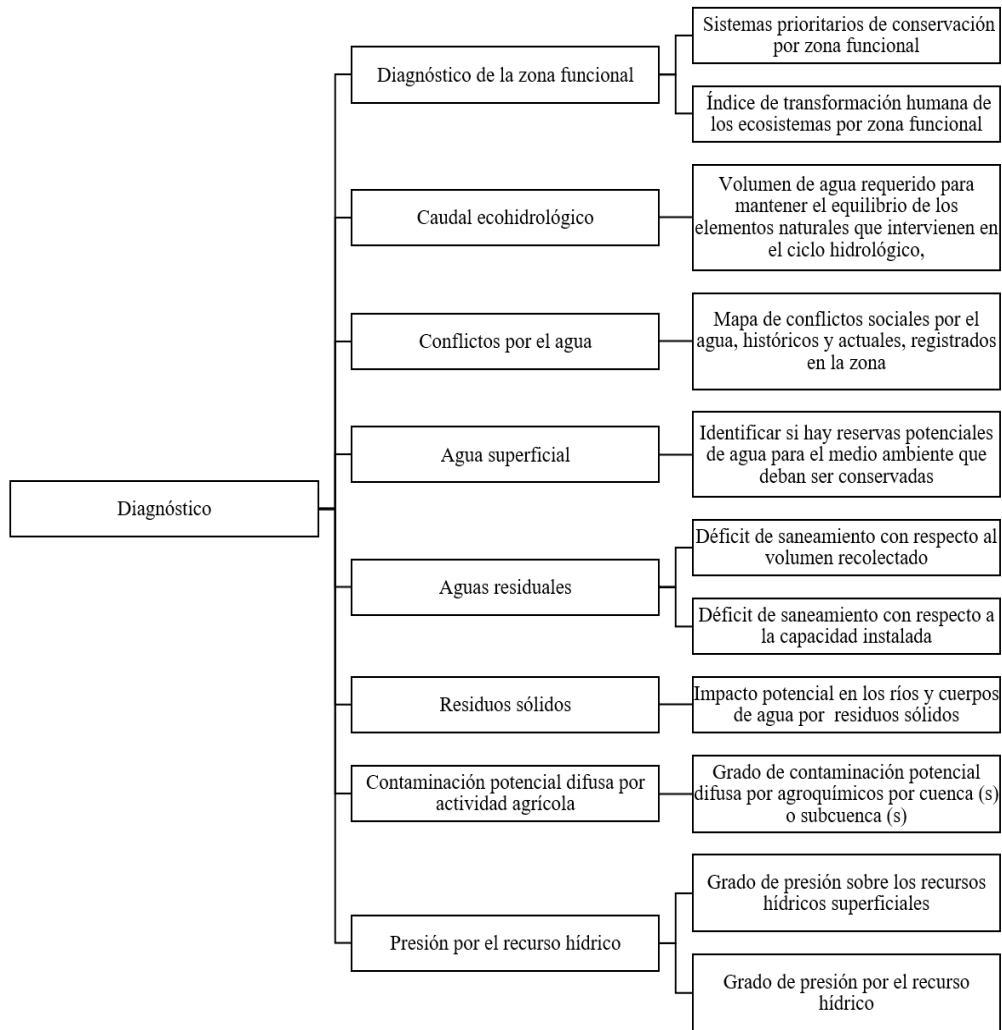 Diagnóstico
Diagnóstico de la zona funcional
Sistemas prioritarios de conservación
por zona funcional
Índice de transformación humana de
los ecosistemas por zona funcional
Caudal ecohidrológico
Volumen de agua requerido para
mantener el equilibrio de los
elementos naturales que intervienen en
el ciclo hidrológico,
Conflictos por el agua
Mapa de conflictos sociales por el
agua, históricos y actuales, registrados
en la zona
Agua superficial
Identificar si hay reservas potenciales
de agua para el medio ambiente que
deban ser conservadas
Aguas residuales
Déficit de saneamiento con respecto al
volumen recolectado
Déficit de saneamiento con respecto a
la capacidad instalada
Residuos sólidos
Impacto potencial en los ríos y cuerpos
de agua por residuos sólidos
Contaminación potencial difusa por
actividad agrícola
Grado de contaminación potencial
difusa por agroquímicos por cuenca (s)
o subcuenca (s)
Presión por el recurso hídrico
Grado de presión sobre los recursos
hídricos superficiales
Grado de presión por el recurso
hídrico